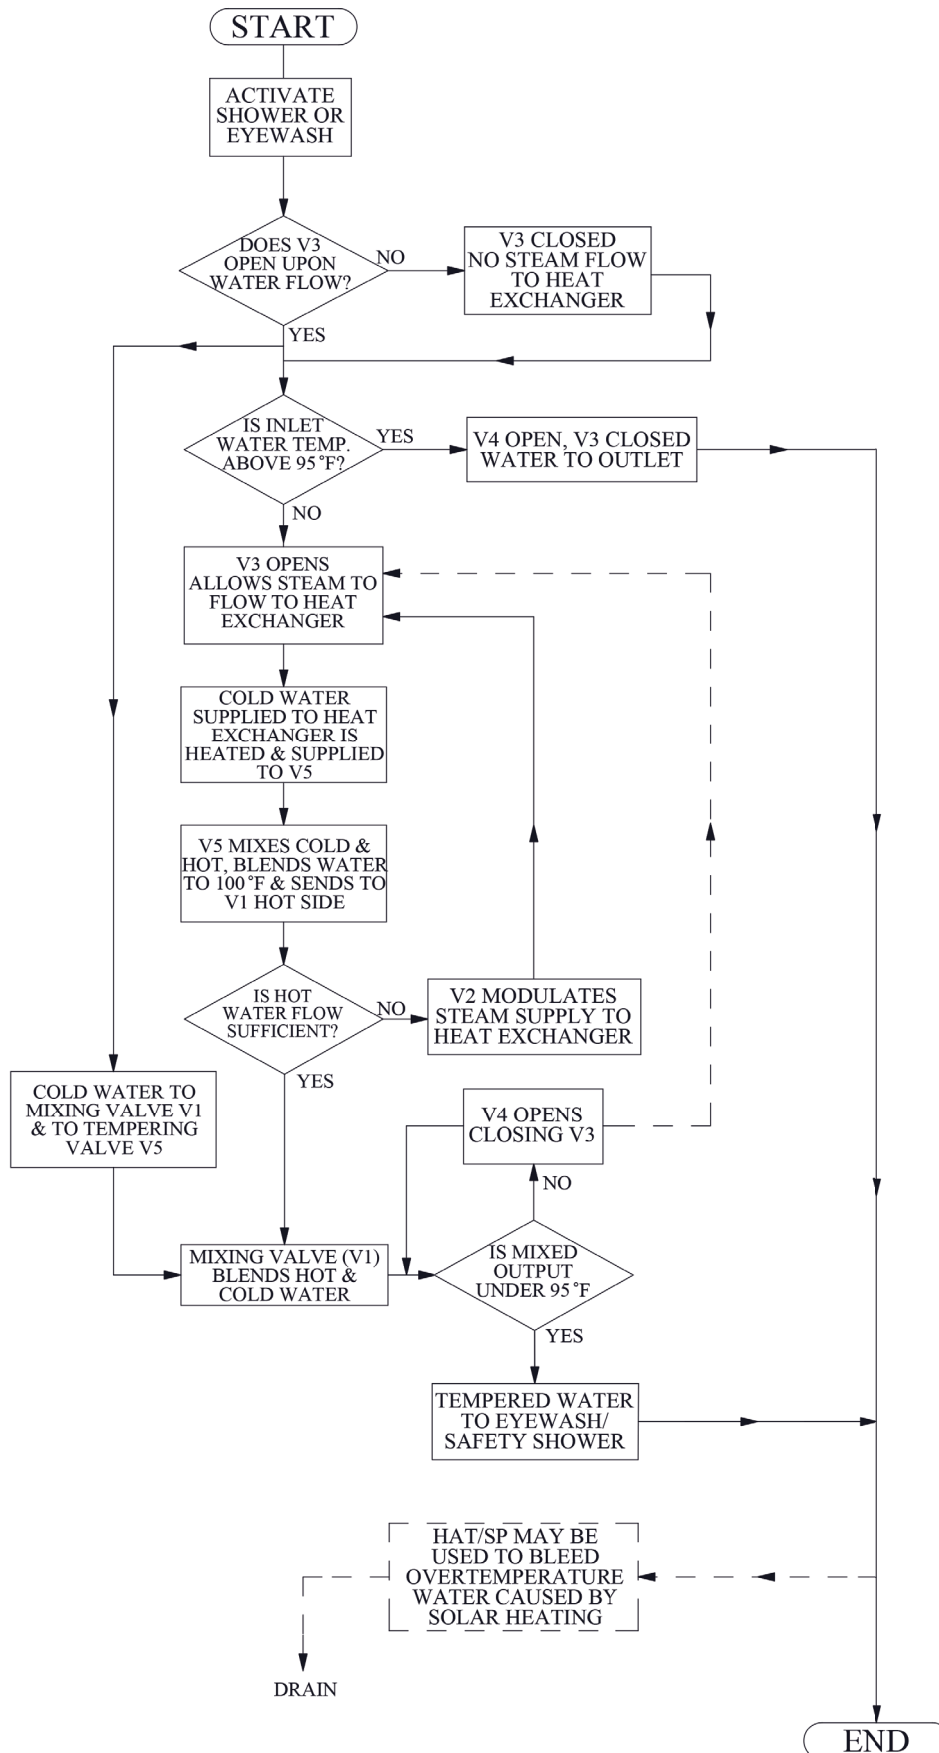 START
ACTIVATE
SHOWER OR
EYEWASH
DOES V3
OPEN UPON
WATER FLOW?
NO
V3 CLOSED
NO STEAM FLOW
TO HEAT
EXCHANGER
YES
IS INLET
WATER TEMP.
ABOVE 95°F?
YES
V4 OPEN, V3 CLOSED
WATER TO OUTLET
NO
V3 OPENS
ALLOWS STEAM TO
FLOW TO HEAT
EXCHANGER
COLD WATER
SUPPLIED TO HEAT
EXCHANGER IS
HEATED & SUPPLIED
TO V5
V5 MIXES COLD &
HOT, BLENDS WATER
TO 100°F & SENDS TO
V1 HOT SIDE
IS HOT
WATER FLOW
SUFFICIENT?
NO
V2 MODULATES
STEAM SUPPLY TO
HEAT EXCHANGER
YES
COLD WATER TO
MIXING VALVE V1
& TO TEMPERING
VALVE V5
V4 OPENS
CLOSING V3
NO
MIXING VALVE (V1)
BLENDS HOT &
COLD WATER
IS MIXED
OUTPUT
UNDER 95°F
YES
TEMPERED WATER
TO EYEWASH/
SAFETY SHOWER
HAT/SP MAY BE
USED TO BLEED
OVERTEMPERATURE
WATER CAUSED BY
SOLAR HEATING
DRAIN
END